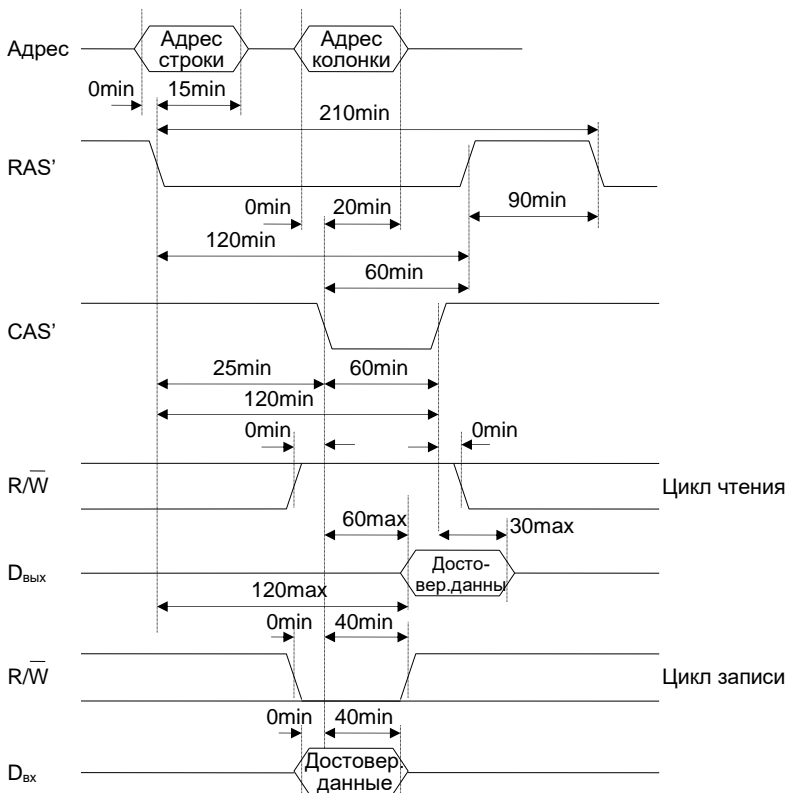 Адрес
Адрес
строки
Адрес
колонки
0min
15min
210min
RAS’
0min
20min
90min
120min
60min
CAS’
25min
60min
120min
0min
0min
R/W̅
Цикл чтения
60max
30max
Dвых
Досто-
вер.данны
120max
0min
40min
R/W̅
Цикл записи
0min
40min
Dвх
Достовер
данные